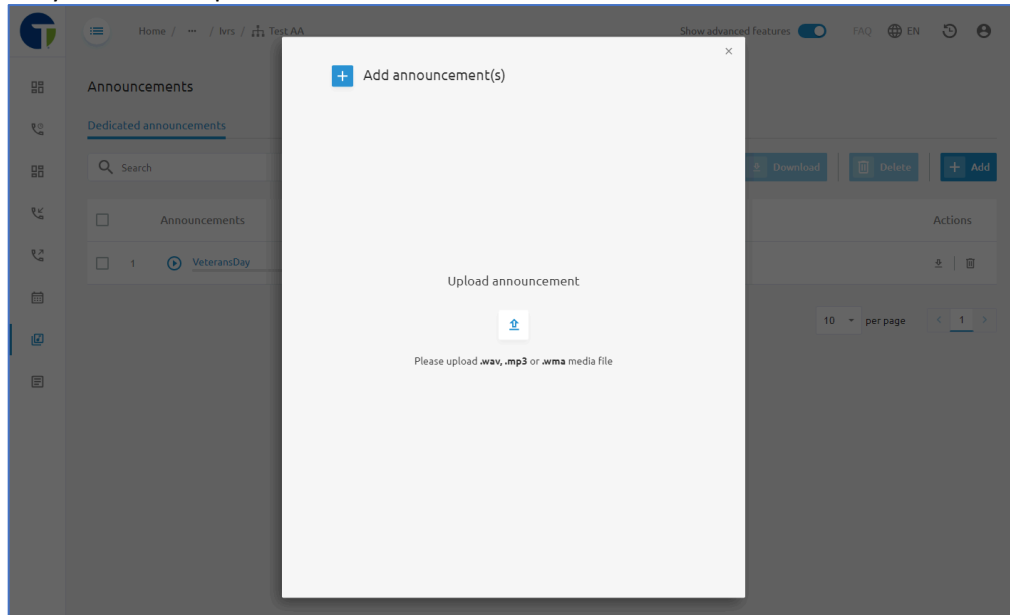 Home / ··· / Ivrs / Test AA
Show advanced features
FAQ
EN
Announcements
Dedicated announcements
Search
Download
Delete
+ Add
Announcements
Actions
1
VeteransDay
10
per page
< 1 >
×
+ Add announcement(s)
Upload announcement
Please upload .wav, .mp3 or .wma media file